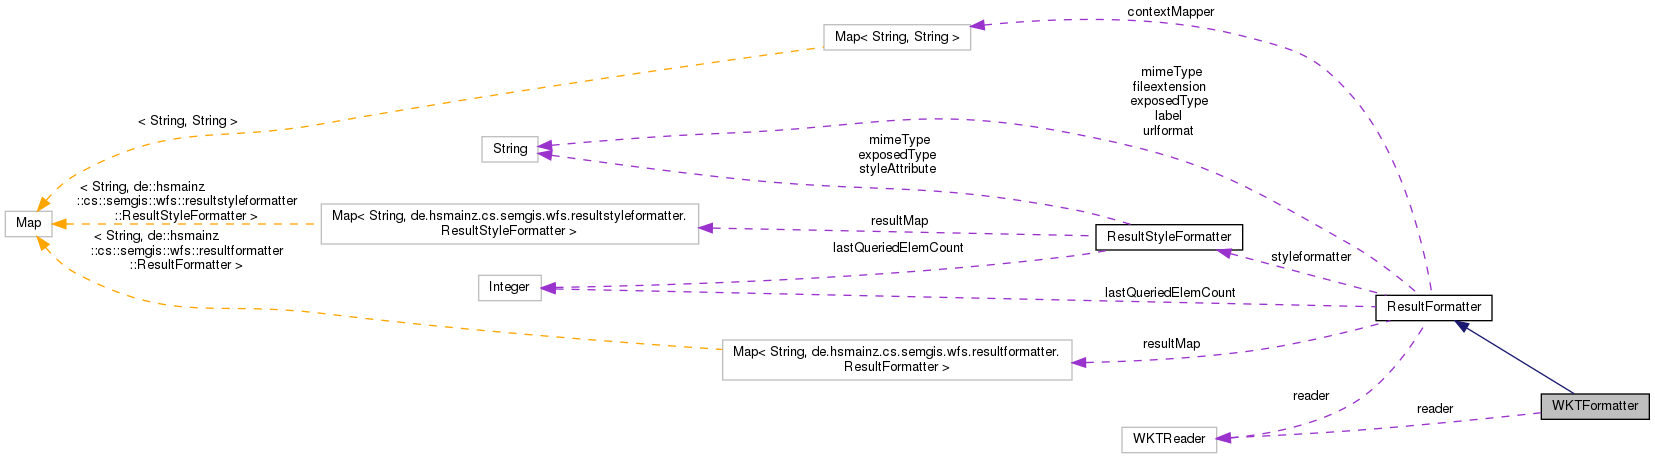 contextMapper
Map< String, String >
mimeType
fileextension
exposedType
label
urlformat
< String, String >
String
mimeType
exposedType
styleAttribute
< String, de::hsmainz
::cs::semgis::wfs::resultstyleformatter
::ResultStyleFormatter >
Map
Map< String, de.hsmainz.cs.semgis.wfs.resultstyleformatter.
ResultStyleFormatter >
resultMap
ResultStyleFormatter
< String, de::hsmainz
::cs::semgis::wfs::resultformatter
::ResultFormatter >
lastQueriedElemCount
styleformatter
Integer
lastQueriedElemCount
ResultFormatter
Map< String, de.hsmainz.cs.semgis.wfs.resultformatter.
ResultFormatter >
resultMap
reader
reader
WKTFormatter
WKTReader